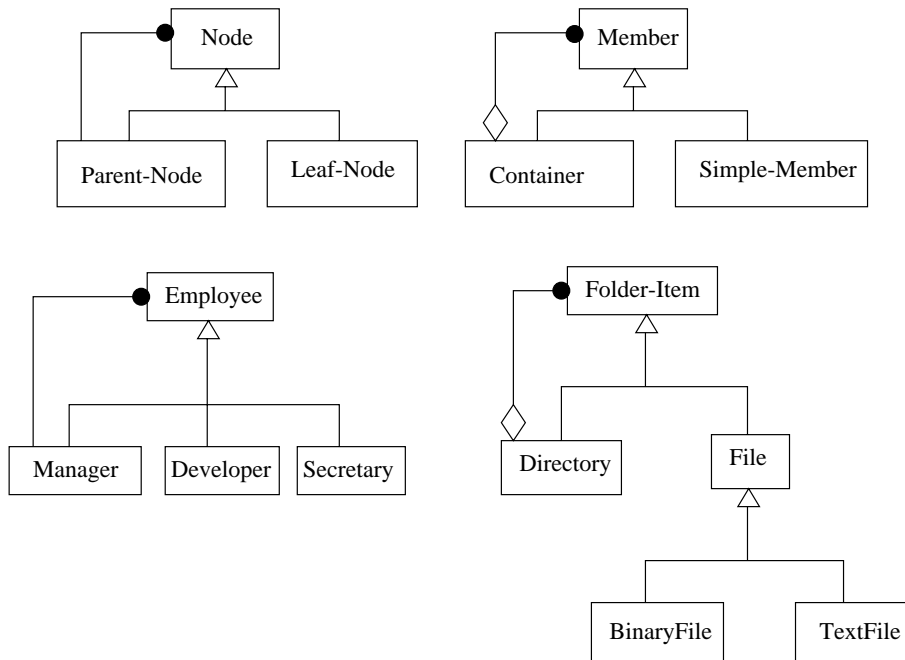 Node
Member
Parent-Node
Leaf-Node
Container
Simple-Member
Employee
Folder-Item
Manager
Developer
Secretary
Directory
File
BinaryFile
TextFile